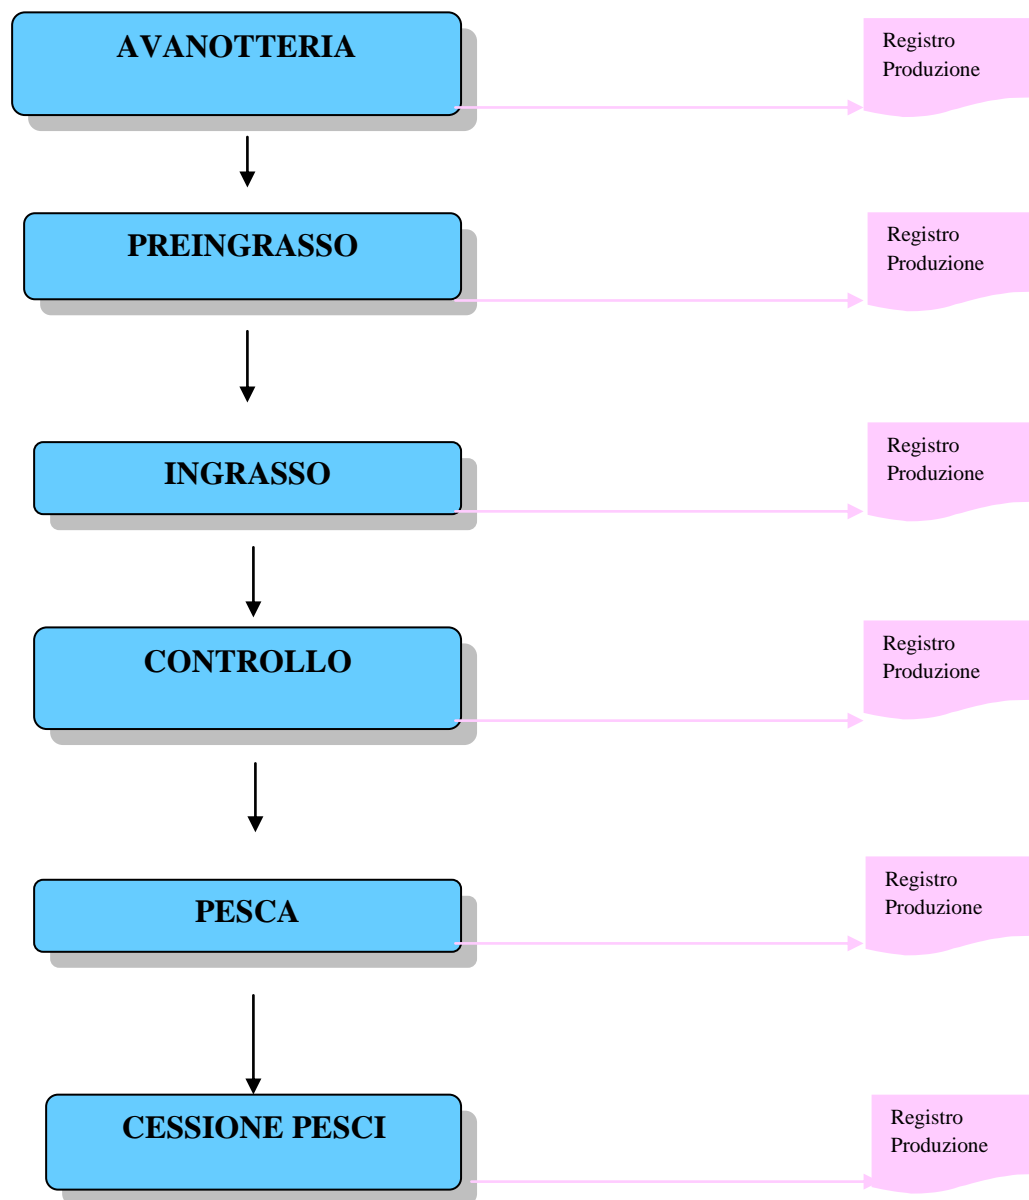 AVANOTTERIA
Registro
Produzione
PREINGRASSO
Registro
Produzione
INGRASSO
Registro
Produzione
CONTROLLO
Registro
Produzione
PESCA
Registro
Produzione
CESSIONE PESCI
Registro
Produzione